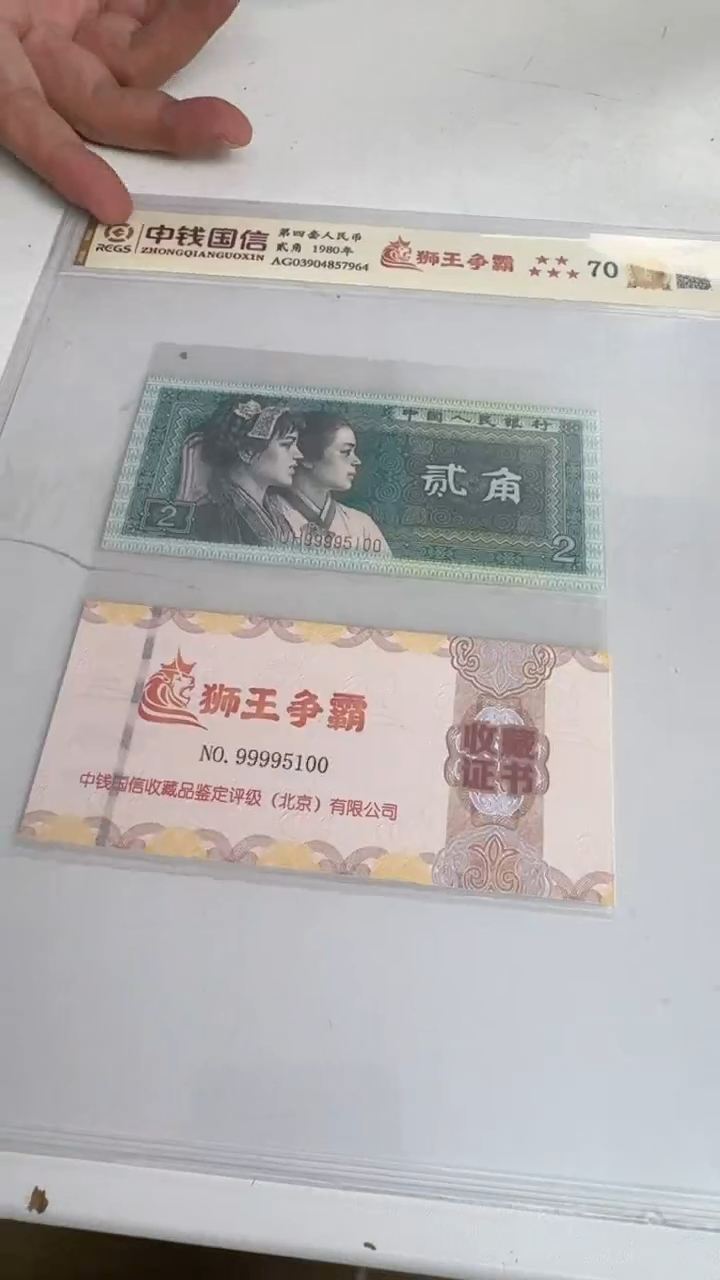 RCGS
中钱国信
ZHONGQIANGUOXIN
第四套人民币
贰角 1980年
AG03904857964
狮王争霸
70
中國人民银行
贰角
2
2
JH99995100
狮王争霸
NO. 99995100
中钱国信收藏品鉴定评级（北京）有限公司
收藏
证书